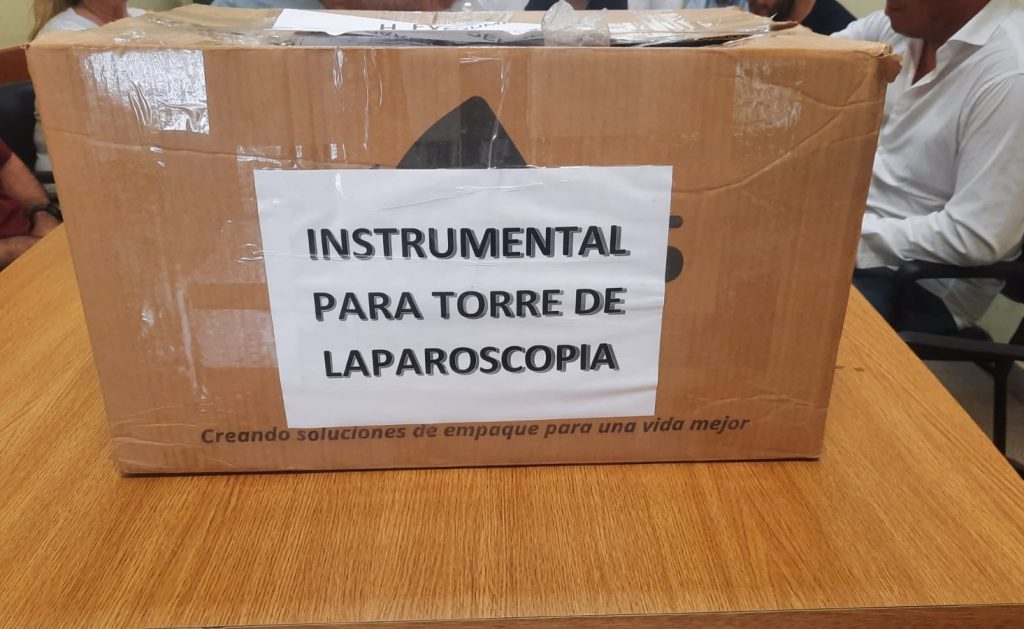 INSTRUMENTAL
PARA TORRE DE
LAPAROSCOPIA
Creando soluciones de empaque para una vida mejor